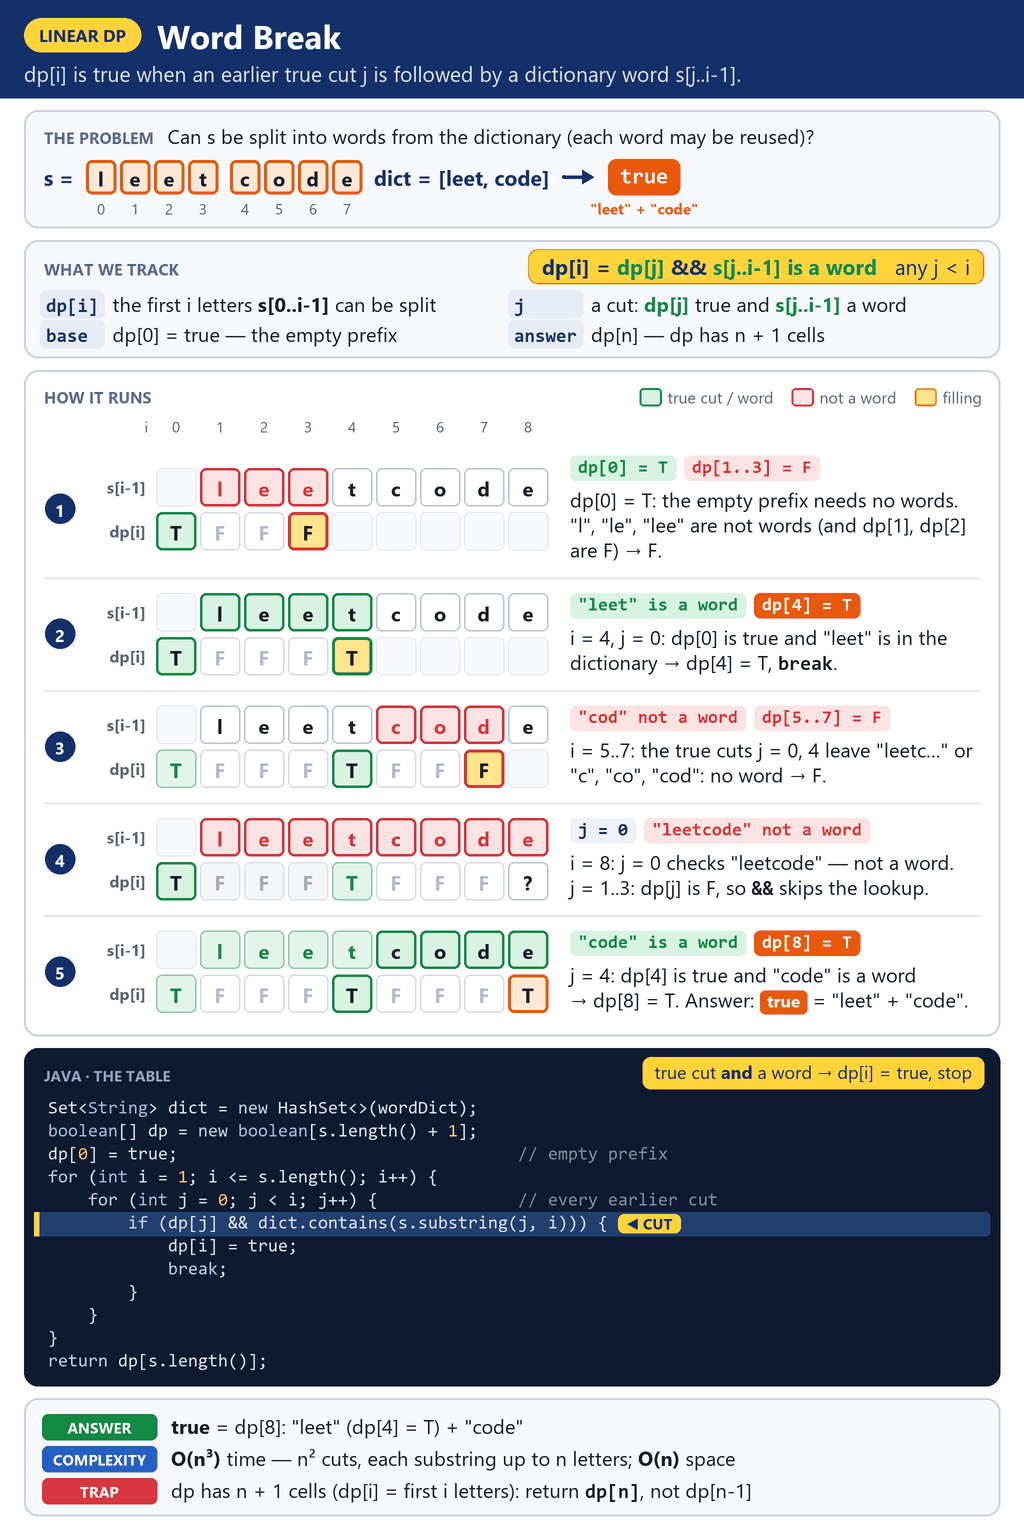 LINEAR DP Word Break
dp[i] is true when an earlier true cut j is followed by a dictionary word s[j..i-1].
THE PROBLEM Can s be split into words from the dictionary (each word may be reused)?
s = l e e t c o d e dict = [leet, code] → true
0 1 2 3 4 5 6 7 "leet" + "code"
WHAT WE TRACK dp[i] = dp[j] && s[j..i-1] is a word any j < i
dp[i] the first i letters s[0..i-1] can be split j a cut: dp[j] true and s[j..i-1] a word
base dp[0] = true — the empty prefix answer dp[n] — dp has n + 1 cells
HOW IT RUNS true cut / word not a word filling
i 0 1 2 3 4 5 6 7 8
1
s[i-1] l e e t c o d e
dp[i] T F F F
dp[0] = T dp[1..3] = F
dp[0] = T: the empty prefix needs no words.
"l", "le", "lee" are not words (and dp[1], dp[2]
are F) → F.
2
s[i-1] l e e t c o d e
dp[i] T F F F T
"leet" is a word dp[4] = T
i = 4, j = 0: dp[0] is true and "leet" is in the
dictionary → dp[4] = T, break.
3
s[i-1] l e e t c o d e
dp[i] T F F F T F F F
"cod" not a word dp[5..7] = F
i = 5..7: the true cuts j = 0, 4 leave "leetc…" or
"c", "co", "cod": no word → F.
4
s[i-1] l e e t c o d e
dp[i] T F F F T F F F ?
j = 0 "leetcode" not a word
i = 8: j = 0 checks "leetcode" — not a word.
j = 1..3: dp[j] is F, so && skips the lookup.
5
s[i-1] l e e t c o d e
dp[i] T F F F T F F F T
"code" is a word dp[8] = T
j = 4: dp[4] is true and "code" is a word
→ dp[8] = T. Answer: true = "leet" + "code".
JAVA · THE TABLE true cut and a word → dp[i] = true, stop
Set<String> dict = new HashSet<>(wordDict);
boolean[] dp = new boolean[s.length() + 1];
dp[0] = true; // empty prefix
for (int i = 1; i <= s.length(); i++) {
for (int j = 0; j < i; j++) { // every earlier cut
if (dp[j] && dict.contains(s.substring(j, i))) { ◀ CUT
dp[i] = true;
break;
}
}
}
return dp[s.length()];
ANSWER true = dp[8]: "leet" (dp[4] = T) + "code"
COMPLEXITY O(n³) time — n² cuts, each substring up to n letters; O(n) space
TRAP dp has n + 1 cells (dp[i] = first i letters): return dp[n], not dp[n-1]